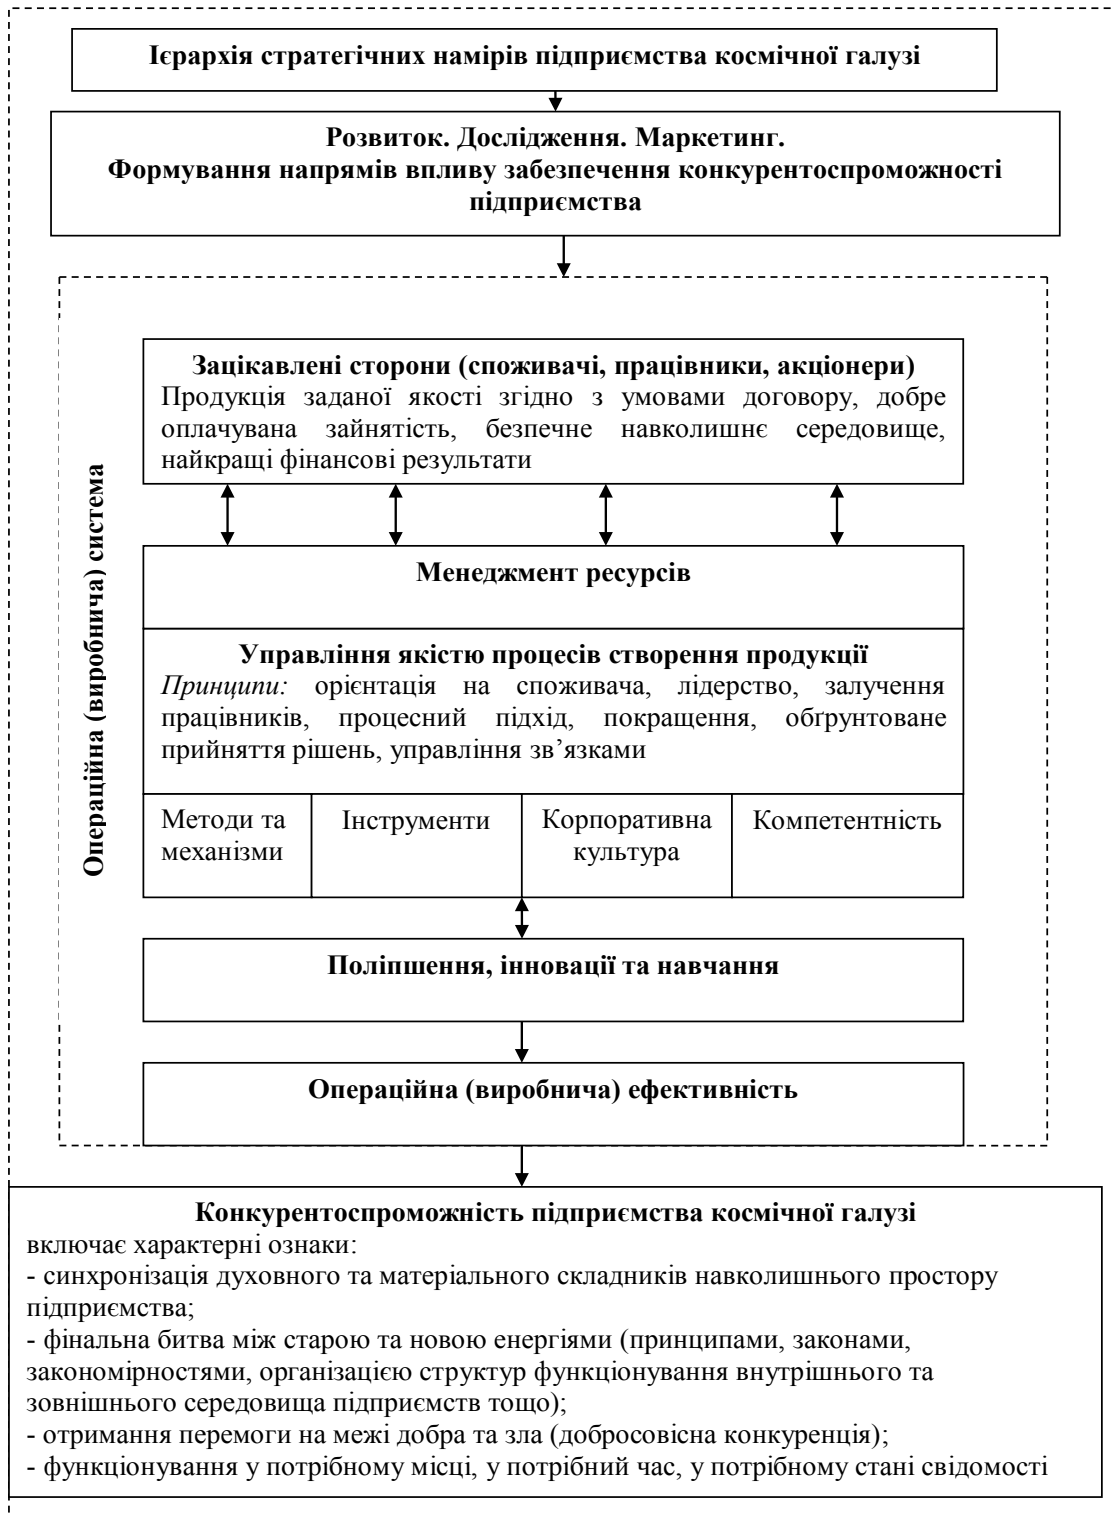 Ієрархія стратегічних намірів підприємства космічної галузі
Розвиток. Дослідження. Маркетинг.
Формування напрямів впливу забезпечення конкурентоспроможності
підприємства
Операційна (виробнича) система
Зацікавлені сторони (споживачі, працівники, акціонери)
Продукція заданої якості згідно з умовами договору, добре
оплачувана зайнятість, безпечне навколишнє середовище,
найкращі фінансові результати
Менеджмент ресурсів
Управління якістю процесів створення продукції
Принципи: орієнтація на споживача, лідерство, залучення
працівників, процесний підхід, покращення, обґрунтоване
прийняття рішень, управління зв’язками
Методи та
механізми
Інструменти
Корпоративна
культура
Компетентність
Поліпшення, інновації та навчання
Операційна (виробнича) ефективність
Конкурентоспроможність підприємства космічної галузі
включає характерні ознаки:
- синхронізація духовного та матеріального складників навколишнього простору
підприємства;
- фінальна битва між старою та новою енергіями (принципами, законами,
закономірностями, організацією структур функціонування внутрішнього та
зовнішнього середовища підприємств тощо);
- отримання перемоги на межі добра та зла (добросовісна конкуренція);
- функціонування у потрібному місці, у потрібний час, у потрібному стані свідомості